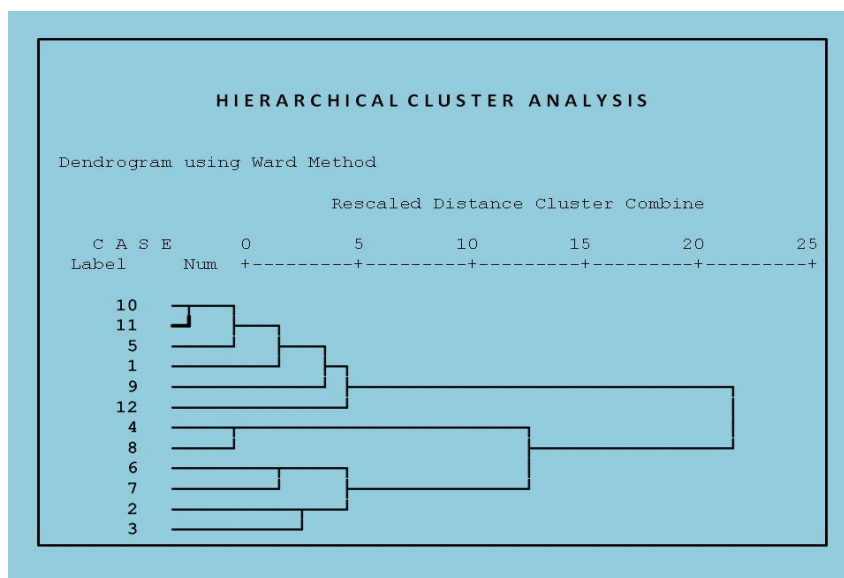 HIERARCHICAL CLUSTER ANALYSIS
Dendrogram using Ward Method
Rescaled Distance Cluster Combine
C A S E 0 5 10 15 20 25
Label Num +---------+---------+---------+---------+---------+
10
11
5
1
9
12
4
8
6
7
2
3